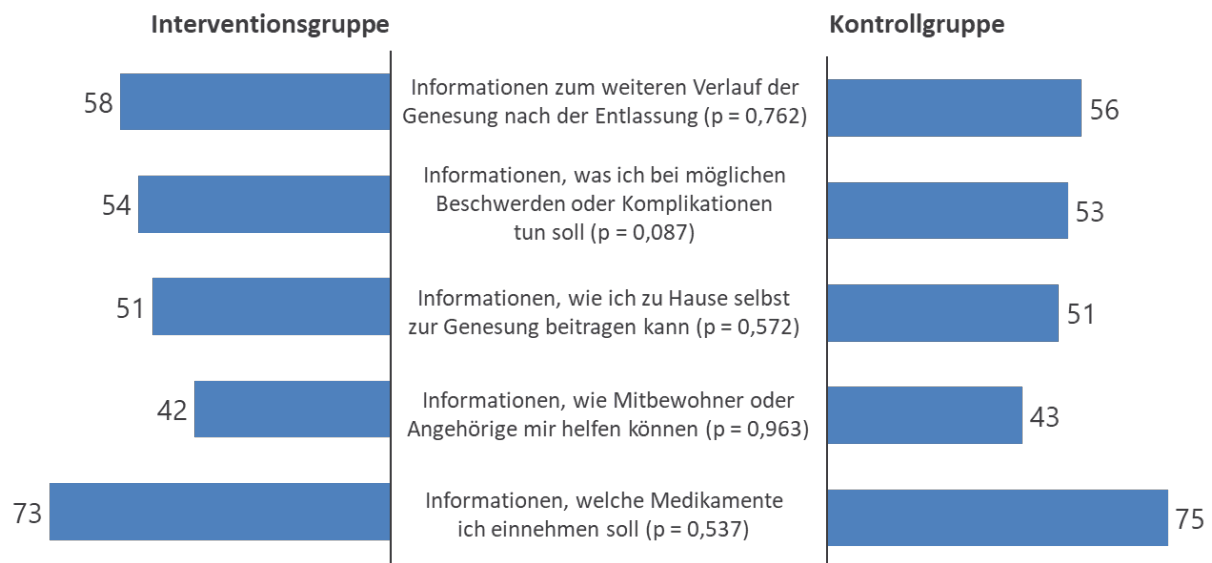 Interventionsgruppe
Kontrollgruppe
58
Informationen zum weiteren Verlauf der
Genesung nach der Entlassung (p = 0,762)
56
54
Informationen, was ich bei möglichen
Beschwerden oder Komplikationen
tun soll (p = 0,087)
53
51
Informationen, wie ich zu Hause selbst
zur Genesung beitragen kann (p = 0,572)
51
42
Informationen, wie Mitbewohner oder
Angehörige mir helfen können (p = 0,963)
43
73
Informationen, welche Medikamente
ich einnehmen soll (p = 0,537)
75